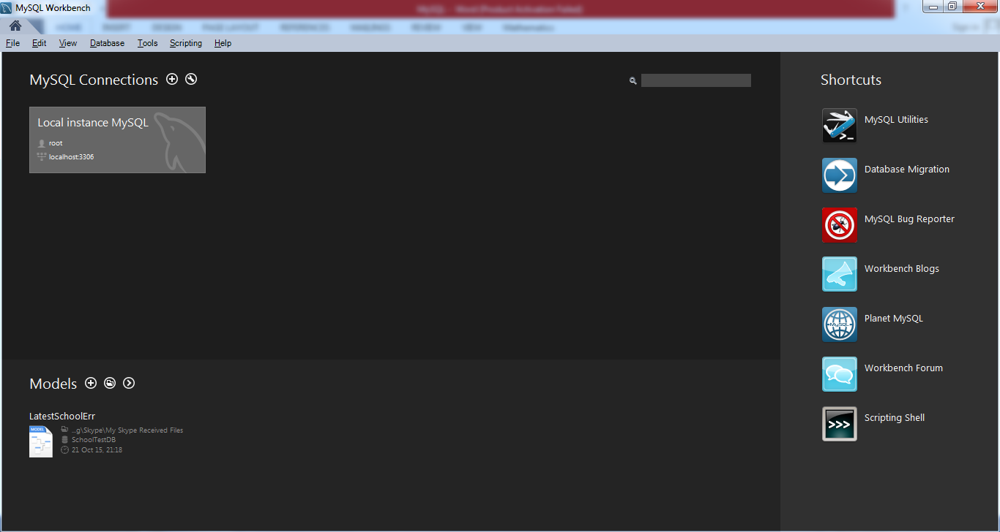 MySQL Workbench
MySQL - Word (Product Activation Failed)
HOME INSERT DESIGN PAGE LAYOUT REFERENCES MAILINGS REVIEW VIEW Mathematics
Sign in
File Edit View Database Tools Scripting Help
MySQL Connections
Local instance MySQL
root
localhost:3306
Models
LatestSchoolErr
MODEL
...g\Skype\My Skype Received Files
SchoolTestDB
21 Oct 15, 21:18
Shortcuts
MySQL Utilities
Database Migration
MySQL Bug Reporter
Workbench Blogs
MySQL
Planet MySQL
Workbench Forum
>>>
Scripting Shell